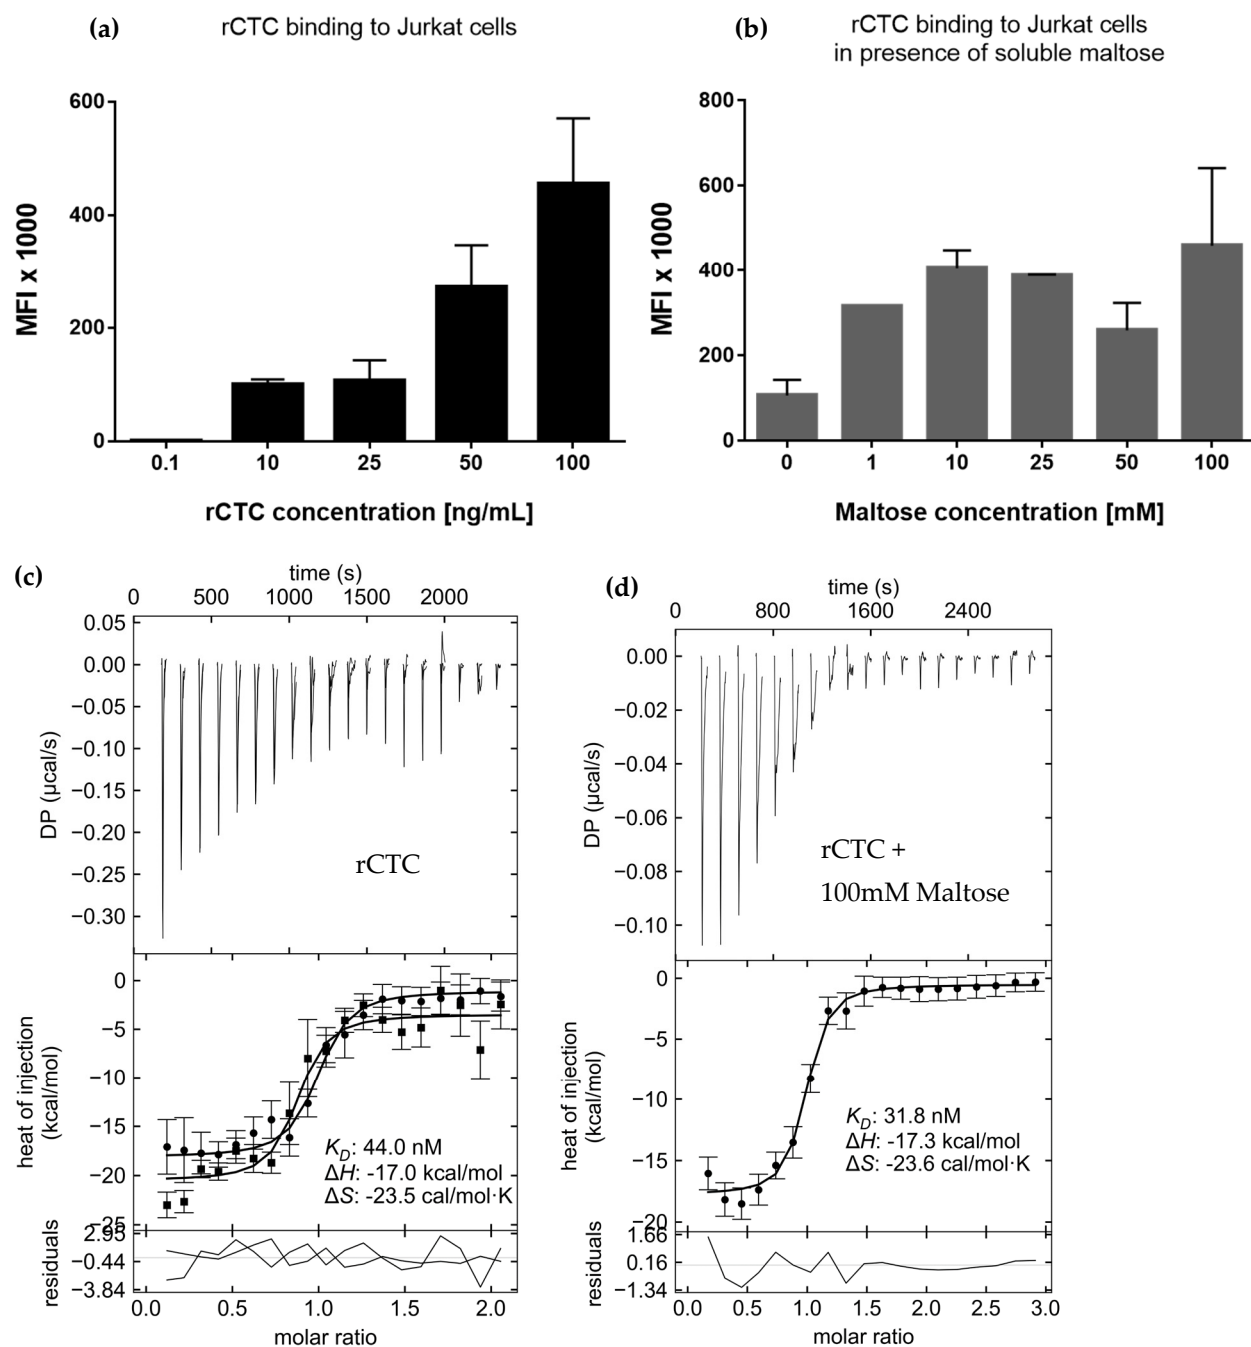 (a)
rCTC binding to Jurkat cells
600
400
200
0
MFI x 1000
0.1 10 25 50 100
rCTC concentration [ng/mL]
(b)
rCTC binding to Jurkat cells
in presence of soluble maltose
800
600
400
200
0
MFI x 1000
0 1 10 25 50 100
Maltose concentration [mM]
(c)
time (s)
0 500 1000 1500 2000
0.05
0.00
−0.05
−0.10
−0.15
−0.20
−0.25
−0.30
DP (µcal/s)
rCTC
0
−5
−10
−15
−20
−25
heat of injection
(kcal/mol)
KD: 44.0 nM
ΔH: -17.0 kcal/mol
ΔS: -23.5 cal/mol·K
2.95
−0.44
−3.84
residuals
0.0 0.5 1.0 1.5 2.0
molar ratio
(d)
time (s)
0 800 1600 2400
0.00
−0.02
−0.04
−0.06
−0.08
−0.10
DP (µcal/s)
rCTC +
100mM Maltose
0
−5
−10
−15
−20
heat of injection
(kcal/mol)
KD: 31.8 nM
ΔH: -17.3 kcal/mol
ΔS: -23.6 cal/mol·K
1.66
0.16
−1.34
residuals
0.0 0.5 1.0 1.5 2.0 2.5 3.0
molar ratio